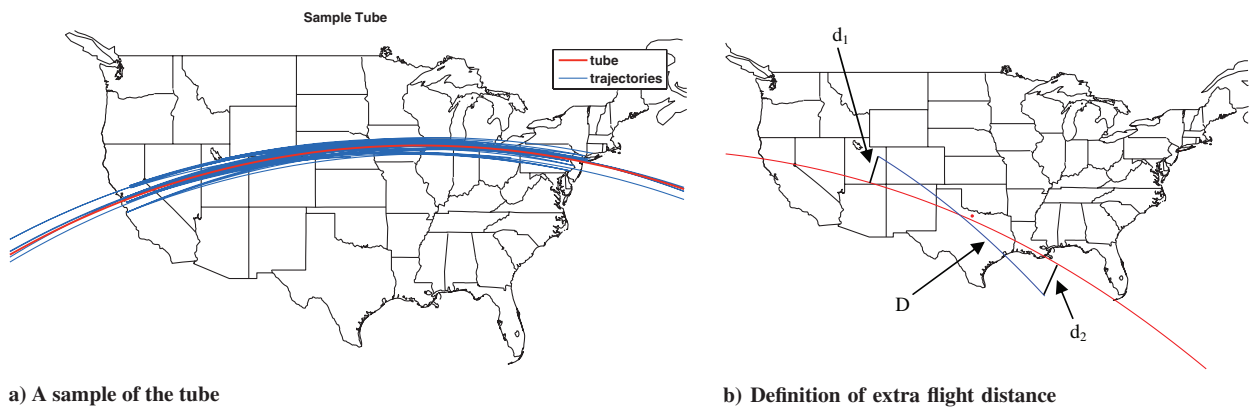 Sample Tube
tube
trajectories
a) A sample of the tube
d₁
D
d₂
b) Definition of extra flight distance